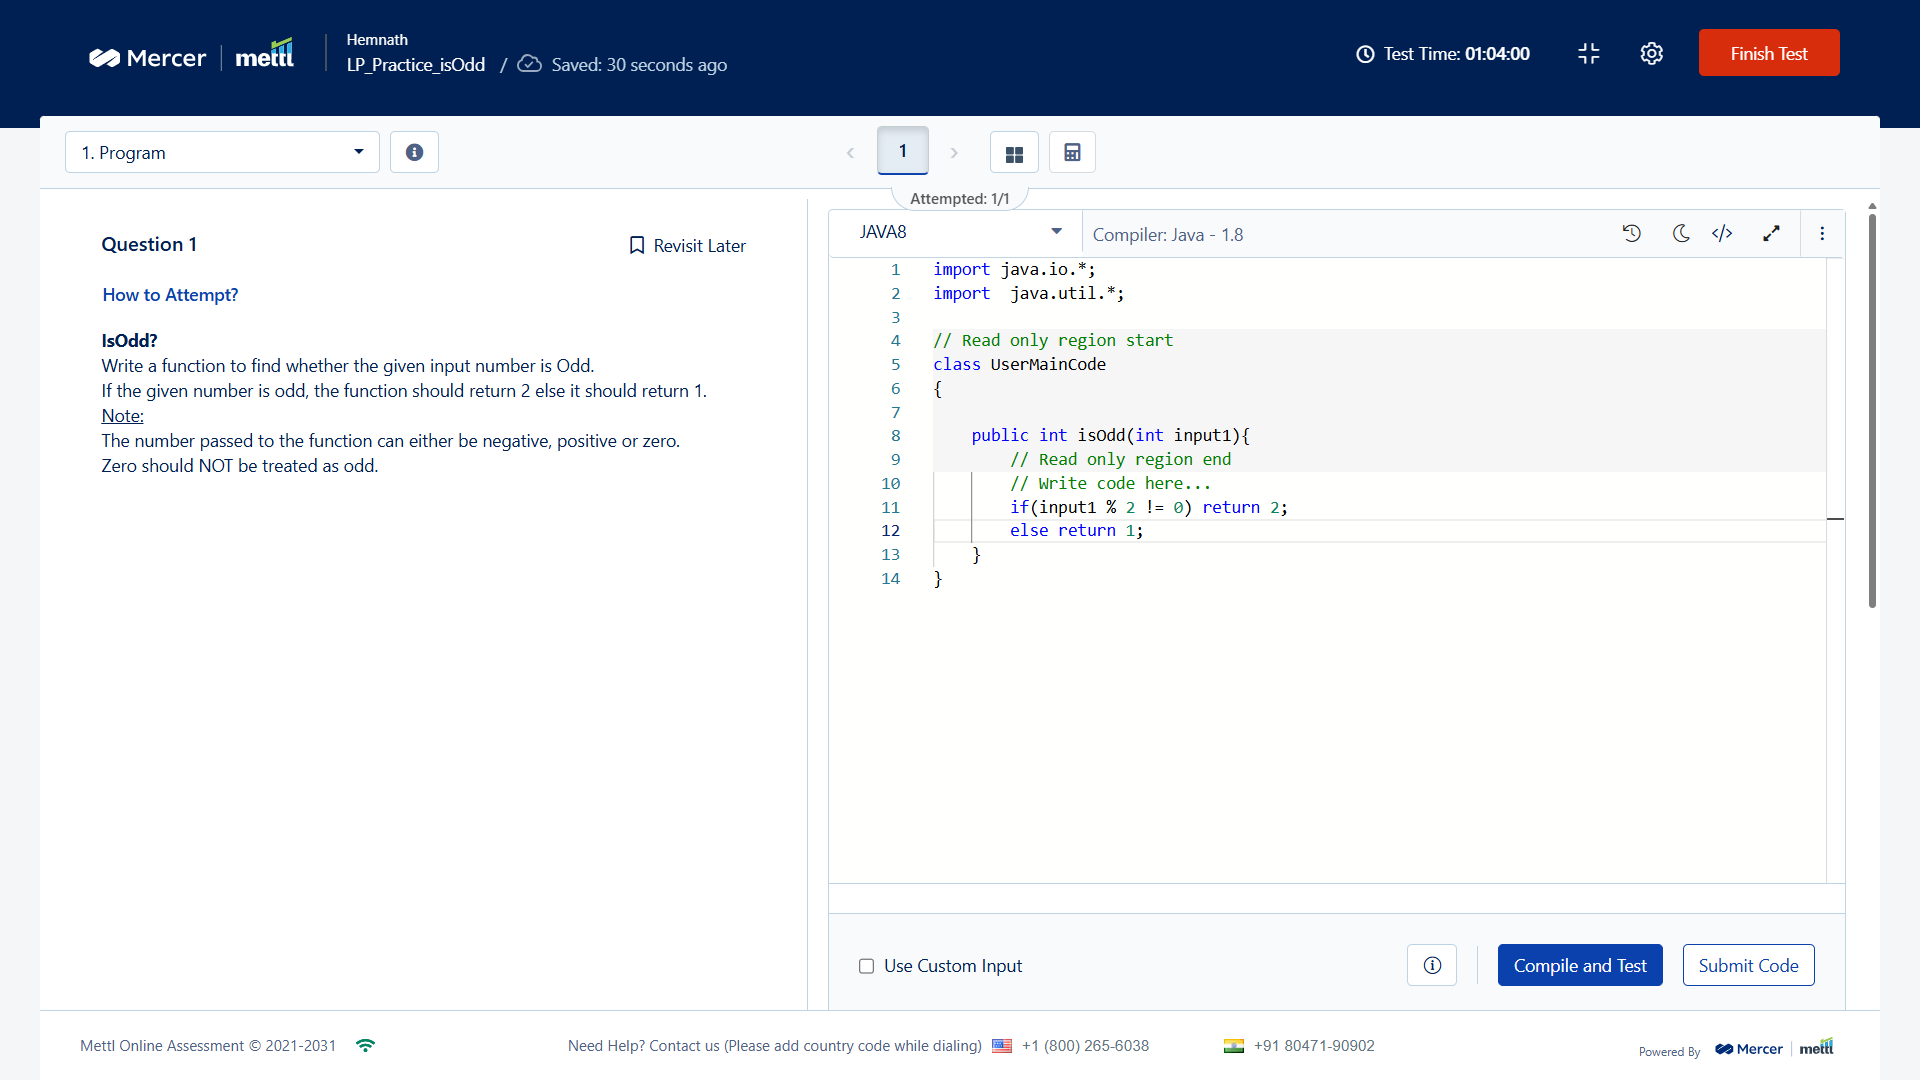 Mercer | mettl
Hemnath
LP_Practice_isOdd / Saved: 30 seconds ago
Test Time: 01:04:00
Finish Test
1. Program
1
Attempted: 1/1
Question 1
Revisit Later
How to Attempt?
IsOdd?
Write a function to find whether the given input number is Odd.
If the given number is odd, the function should return 2 else it should return 1.
Note:
The number passed to the function can either be negative, positive or zero.
Zero should NOT be treated as odd.
JAVA8
Compiler: Java - 1.8
1 import java.io.*;
2 import  java.util.*;
3
4 // Read only region start
5 class UserMainCode
6 {
7
8     public int isOdd(int input1){
9         // Read only region end
10         // Write code here...
11         if(input1 % 2 != 0) return 2;
12         else return 1;
13     }
14 }
Use Custom Input
Compile and Test
Submit Code
Mettl Online Assessment © 2021-2031
Need Help? Contact us (Please add country code while dialing) +1 (800) 265-6038
+91 80471-90902
Powered By Mercer | mettl